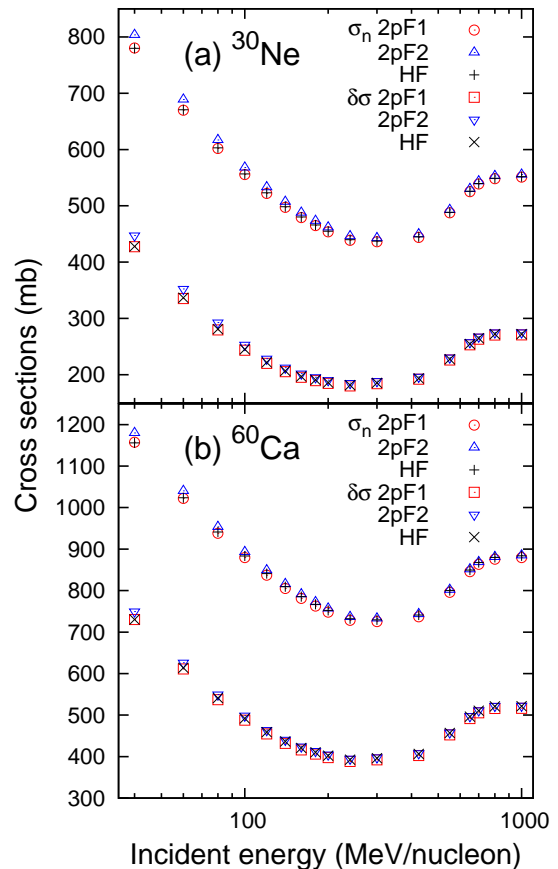 Cross sections (mb)
(a) ³⁰Ne
σₙ 2pF1
2pF2
HF
δσ 2pF1
2pF2
HF
800
700
600
500
400
300
200
(b) ⁶⁰Ca
σₙ 2pF1
2pF2
HF
δσ 2pF1
2pF2
HF
1200
1100
1000
900
800
700
600
500
400
300
100
1000
Incident energy (MeV/nucleon)